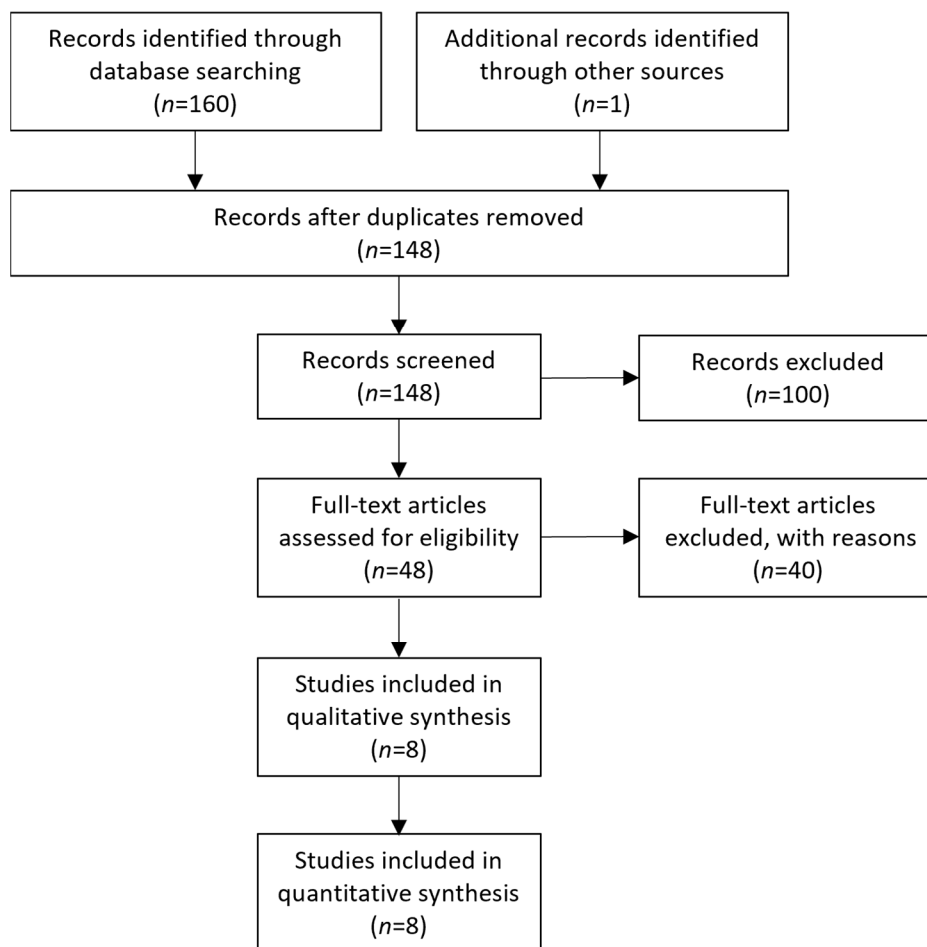 Records identified through
database searching
(n=160)
Additional records identified
through other sources
(n=1)
Records after duplicates removed
(n=148)
Records screened
(n=148)
Records excluded
(n=100)
Full-text articles
assessed for eligibility
(n=48)
Full-text articles
excluded, with reasons
(n=40)
Studies included in
qualitative synthesis
(n=8)
Studies included in
quantitative synthesis
(n=8)